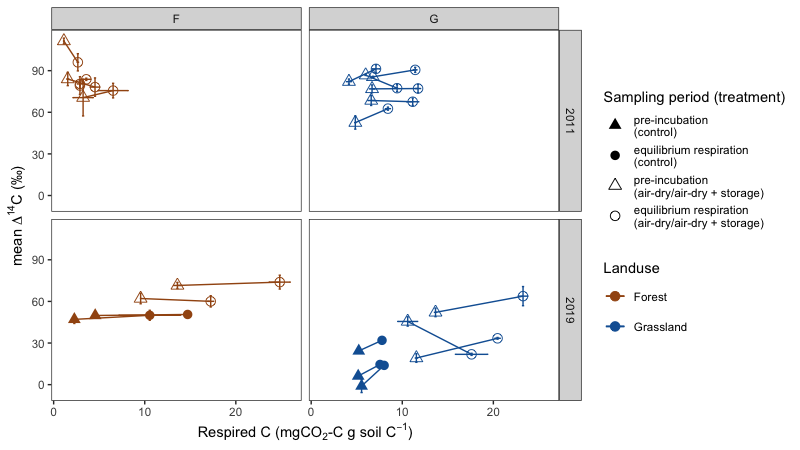 F
G
90
60
30
0
2011
90
60
30
0
2019
0
10
20
0
10
20
mean Δ¹⁴C (‰)
Respired C (mgCO₂-C g soil C⁻¹)
Sampling period (treatment)
pre-incubation
(control)
equilibrium respiration
(control)
pre-incubation
(air-dry/air-dry + storage)
equilibrium respiration
(air-dry/air-dry + storage)
Landuse
Forest
Grassland